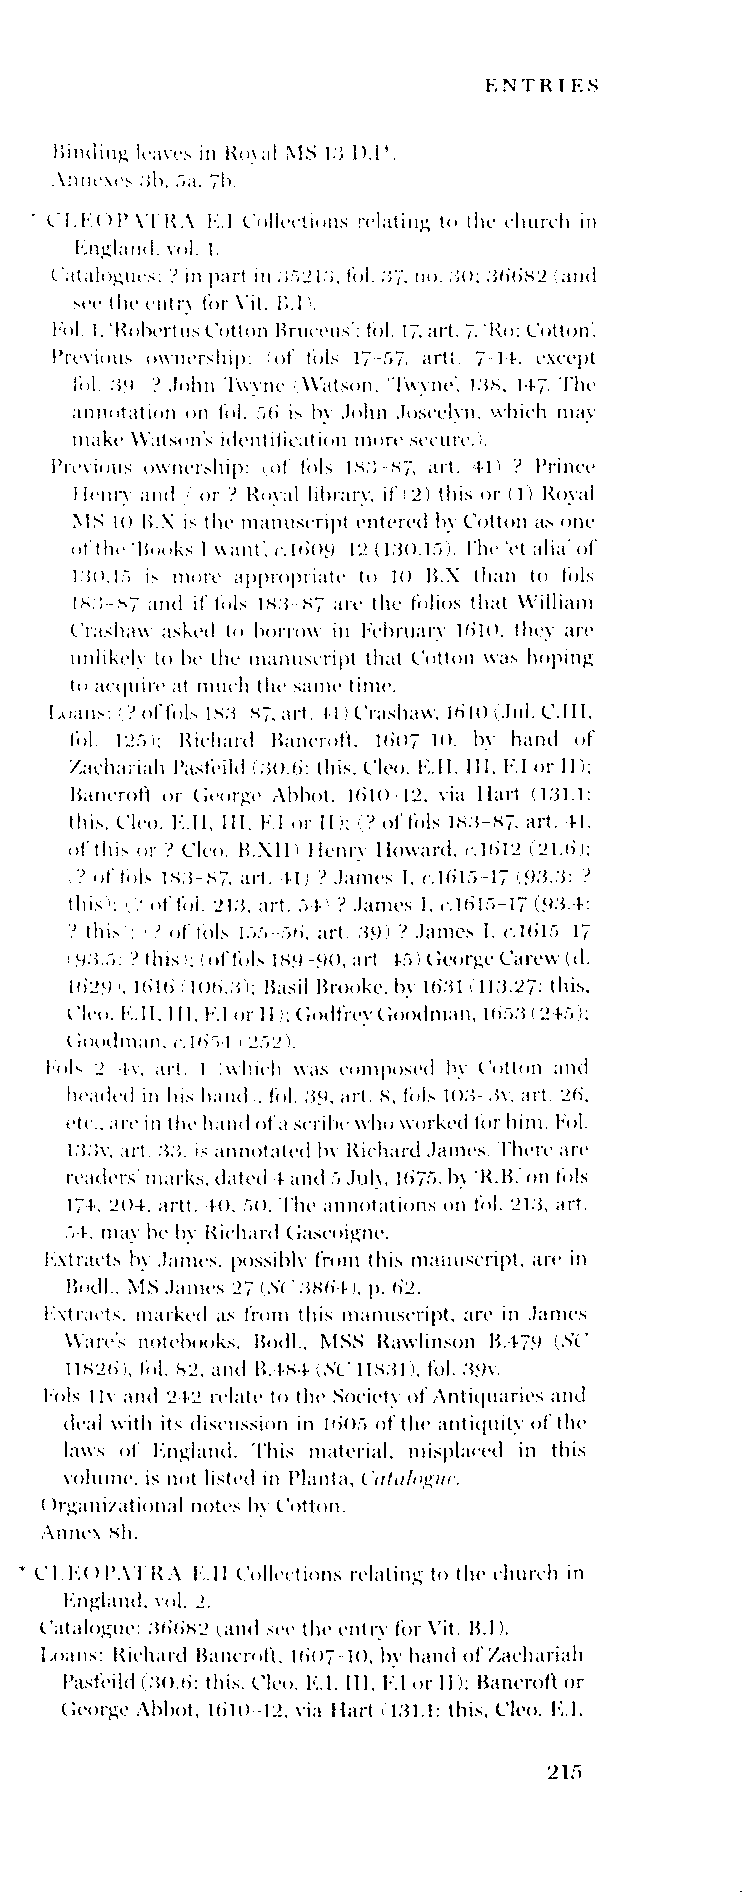 ENTRIES
Binding leaves in Royal MS 13 D.I*.
Annexes 3b, 5a, 7b.
* CLEOPATRA E.I Collections relating to the church in
England, vol. 1.
Catalogues: ? in part in 35213, fol. 37, no. 30; 36682 (and
see the entry for Vit. B.I).
Fol. 1, 'Robertus Cotton Bruceus'; fol. 17, art. 7, 'Ro: Cotton'.
Previous ownership: (of fols 17–57, artt. 7–14, except
fol. 39) ? John Twyne (Watson, 'Twyne', 138, 147. The
annotation on fol. 56 is by John Joscelyn, which may
make Watson's identification more secure.).
Previous ownership: (of fols 183–87, art. 41) ? Prince
Henry and / or ? Royal library, if (2) this or (1) Royal
MS 10 B.X is the manuscript entered by Cotton as one
of the 'Books I want', c.1609–12 (130.15). The 'et alia' of
130.15 is more appropriate to 10 B.X than to fols
183–87 and if fols 183–87 are the folios that William
Crashaw asked to borrow in February 1610, they are
unlikely to be the manuscript that Cotton was hoping
to acquire at much the same time.
Loans: (? of fols 183–87, art. 41) Crashaw, 1610 (Jul. C.III,
fol. 125); Richard Bancroft, 1607–10, by hand of
Zachariah Pasfeild (30.6: this, Cleo. E.II, III, F.I or II);
Bancroft or George Abbot, 1610–12, via Hart (131.1:
this, Cleo. E.II, III, F.I or II); (? of fols 183–87, art. 41,
of this or ? Cleo. B.XII) Henry Howard, c.1612 (21.6);
(? of fols 183–87, art. 41) ? James I, c.1615–17 (93.3: ?
this); (? of fol. 213, art. 54) ? James I, c.1615–17 (93.4:
? this); (? of fols 155–56, art. 39) ? James I, c.1615–17
(93.5: ? this); (of fols 189–90, art. 45) George Carew (d.
1629), 1616 (106.3); Basil Brooke, by 1631 (113.27: this,
Cleo. E.II, III, F.I or II); Godfrey Goodman, 1653 (245);
Goodman, c.1654 (252).
Fols 2–4v, art. 1 (which was composed by Cotton and
headed in his hand), fol. 39, art. 8, fols 103–3v, art. 26,
etc., are in the hand of a scribe who worked for him. Fol.
133v, art. 33, is annotated by Richard James. There are
readers' marks, dated 4 and 5 July, 1675, by 'R.B.' on fols
174, 204, artt. 40, 50. The annotations on fol. 213, art.
54, may be by Richard Gascoigne.
Extracts by James, possibly from this manuscript, are in
Bodl., MS James 27 (SC 3864), p. 62.
Extracts, marked as from this manuscript, are in James
Ware's notebooks, Bodl., MSS Rawlinson B.479 (SC
11826), fol. 82, and B.484 (SC 11831), fol. 39v.
Fols 11v and 242 relate to the Society of Antiquaries and
deal with its discussion in 1605 of the antiquity of the
laws of England. This material, misplaced in this
volume, is not listed in Planta, Catalogue.
Organizational notes by Cotton.
Annex 8h.
* CLEOPATRA E.II Collections relating to the church in
England, vol. 2.
Catalogue: 36682 (and see the entry for Vit. B.I).
Loans: Richard Bancroft, 1607–10, by hand of Zachariah
Pasfeild (30.6: this, Cleo. E.I, III, F.I or II); Bancroft or
George Abbot, 1610–12, via Hart (131.1: this, Cleo. E.I,
215